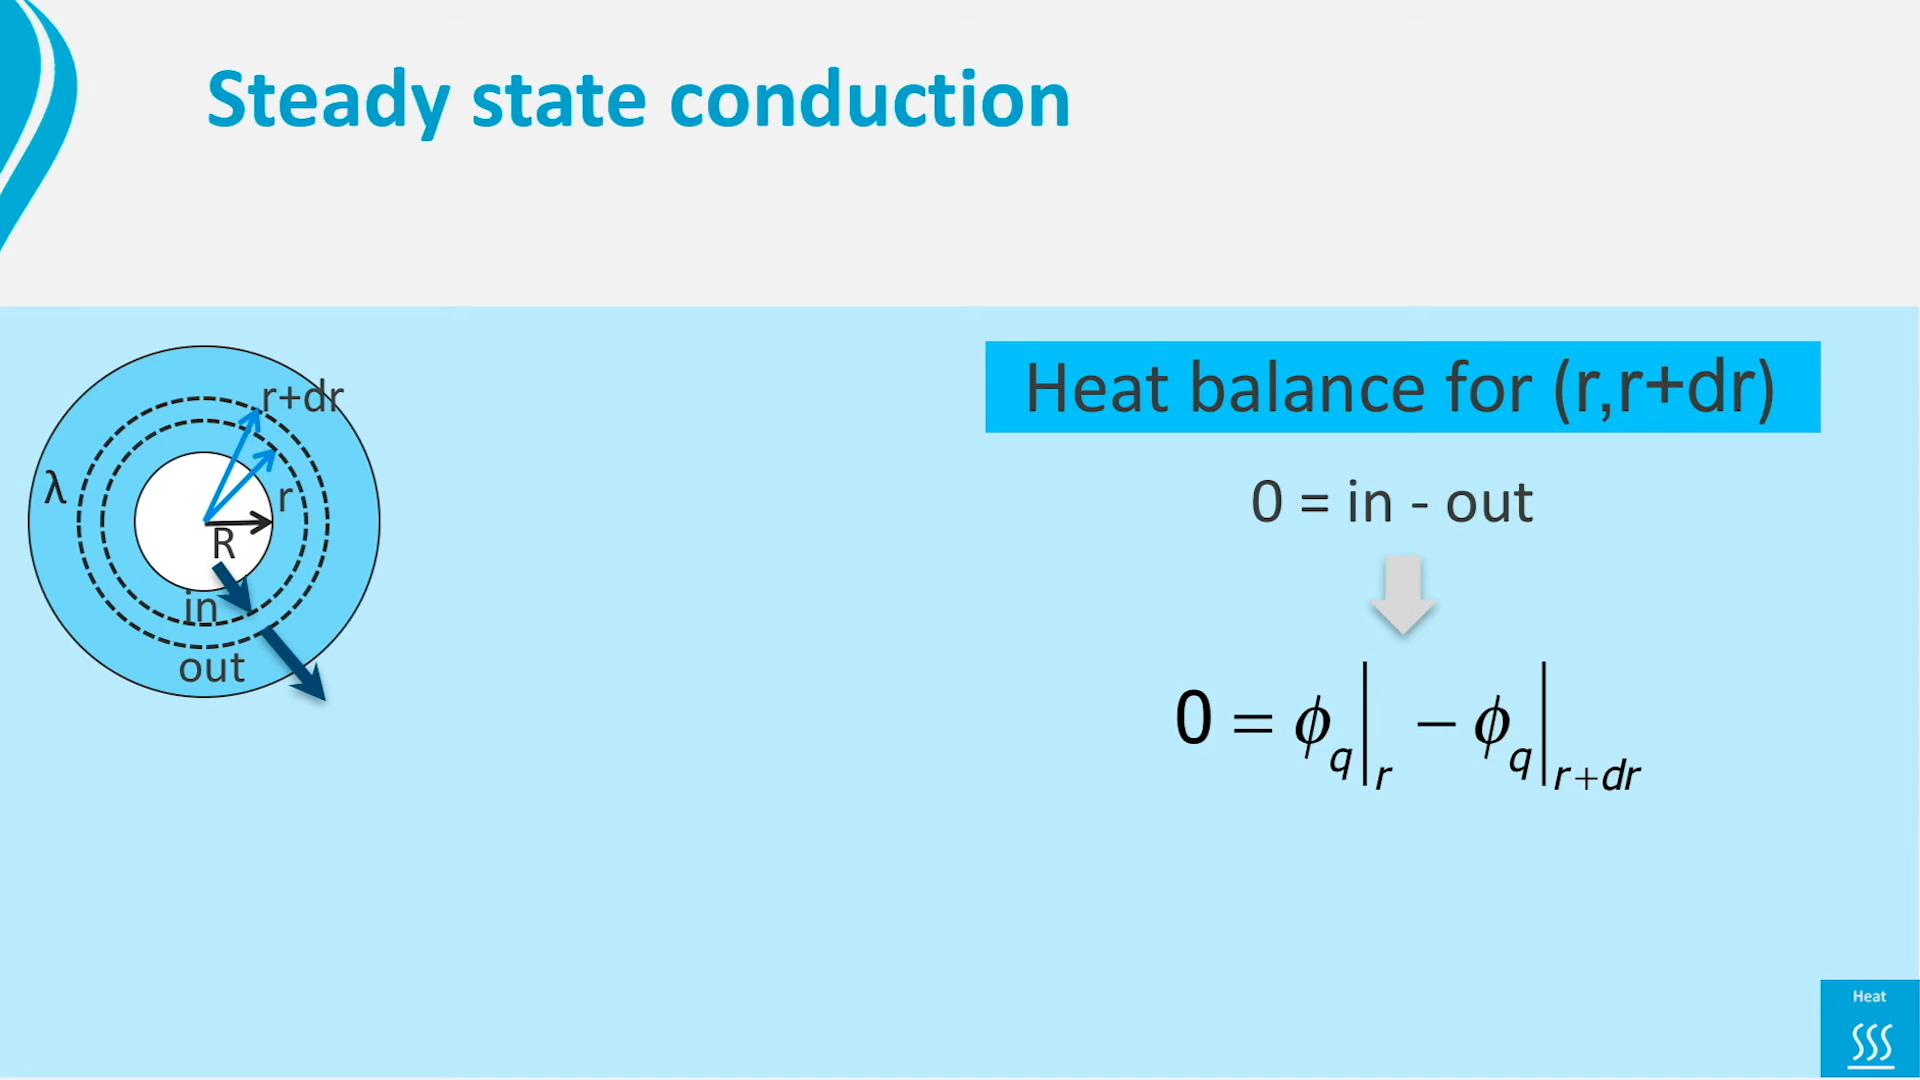 Steady state conduction
r+dr
λ
r
R
in
out
Heat balance for (r,r+dr)
0 = in - out
0 = ϕ_q|_r − ϕ_q|_{r+dr}
Heat